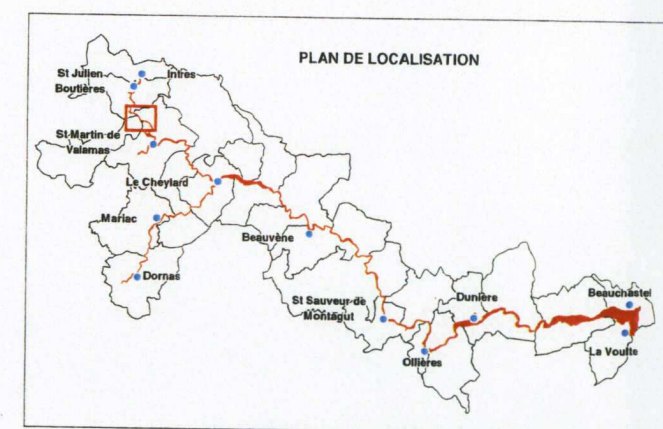 PLAN DE LOCALISATION
St Julien
Boutières
Intres
St Martin de
Valamas
Le Cheylard
Mariac
Dornas
Beauvène
St Sauveur de
Montagut
Dunière
Ollières
Beauchastel
La Voulte